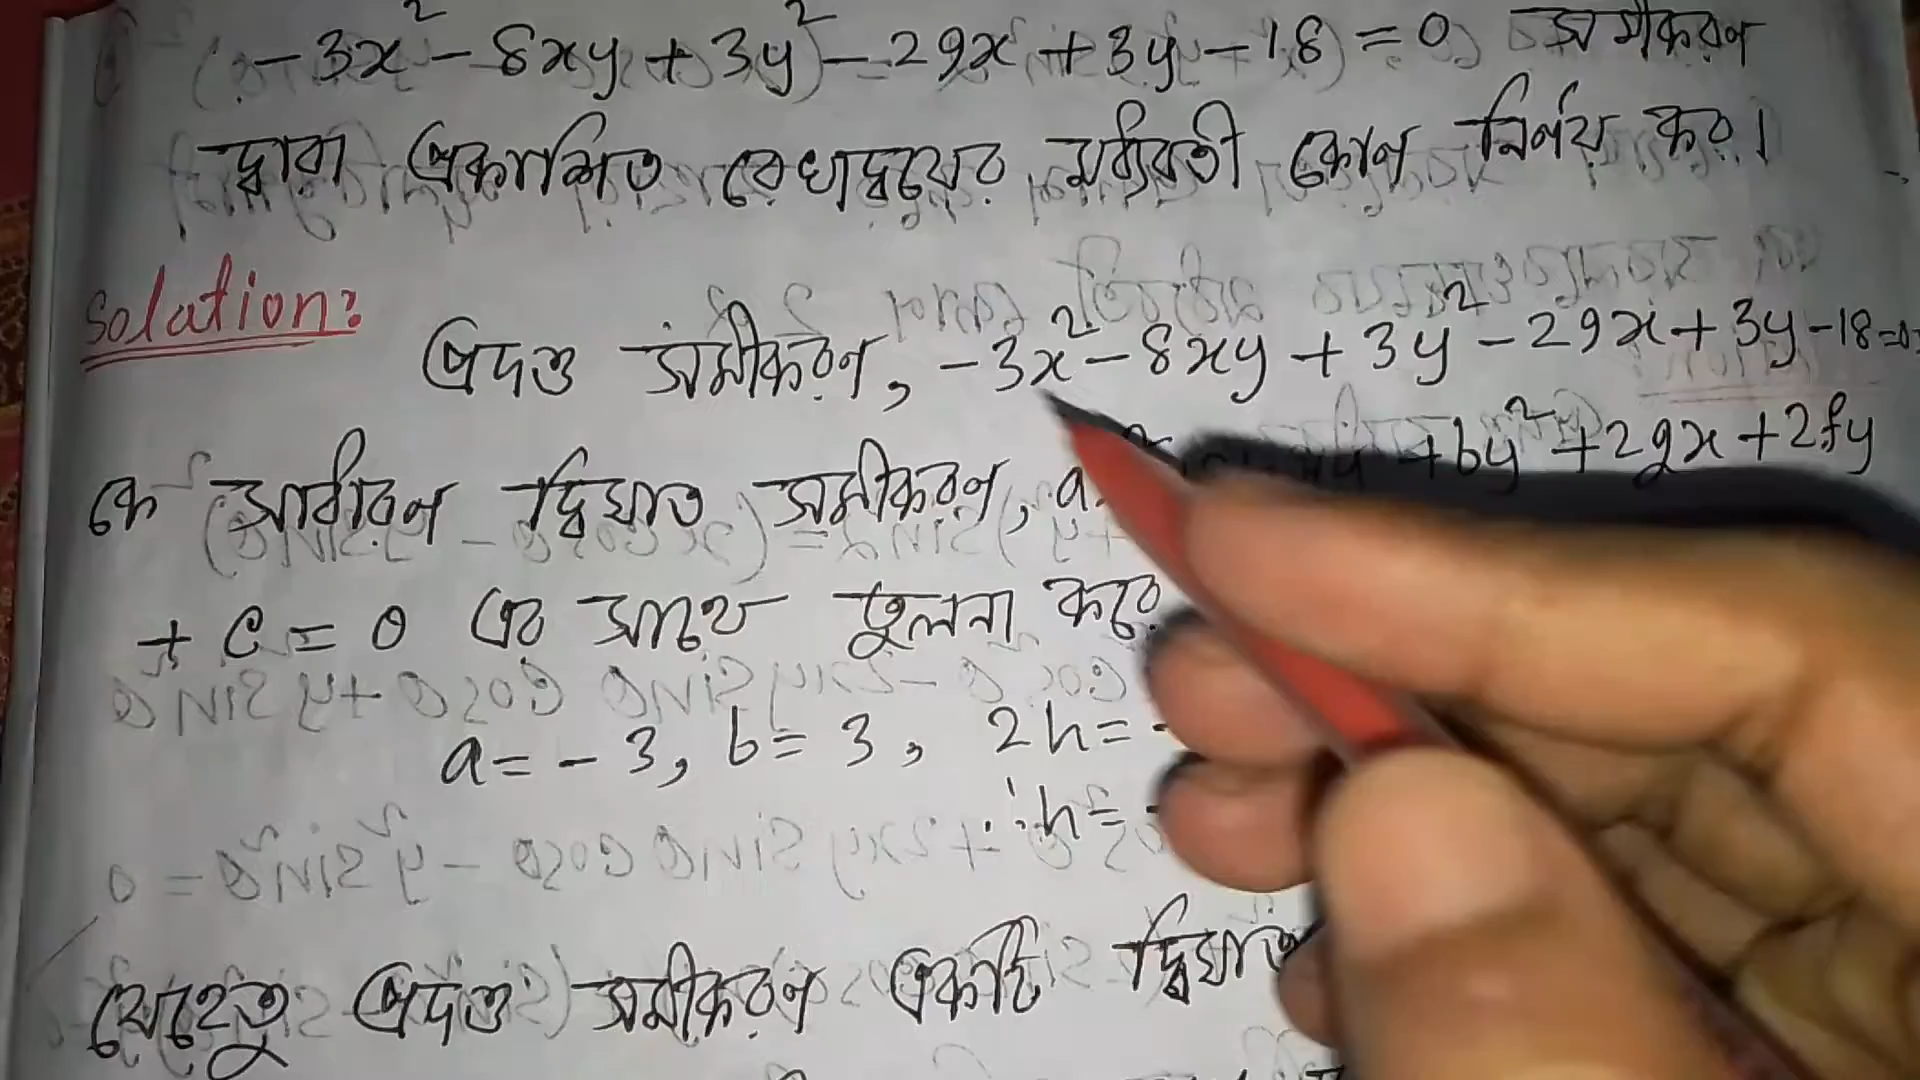 -3x² - 8xy + 3y² - 29x + 3y - 18 = 0 সমীকরণ
দ্বারা প্রকাশিত রেখাদ্বয়ের মধ্যবর্তী কোণ নির্ণয় কর।
Solation:
প্রদত্ত সমীকরণ, -3x² - 8xy + 3y² - 29x + 3y - 18 = 0
কে সাধারণ দ্বিঘাত সমীকরণ, a +by² + 2gx + 2fy
+ c = 0 এর সাথে তুলনা করে
a = -3, b = 3, 2h = -
∴ h = -
যেহেতু প্রদত্ত সমীকরণ একটি দ্বিঘাত